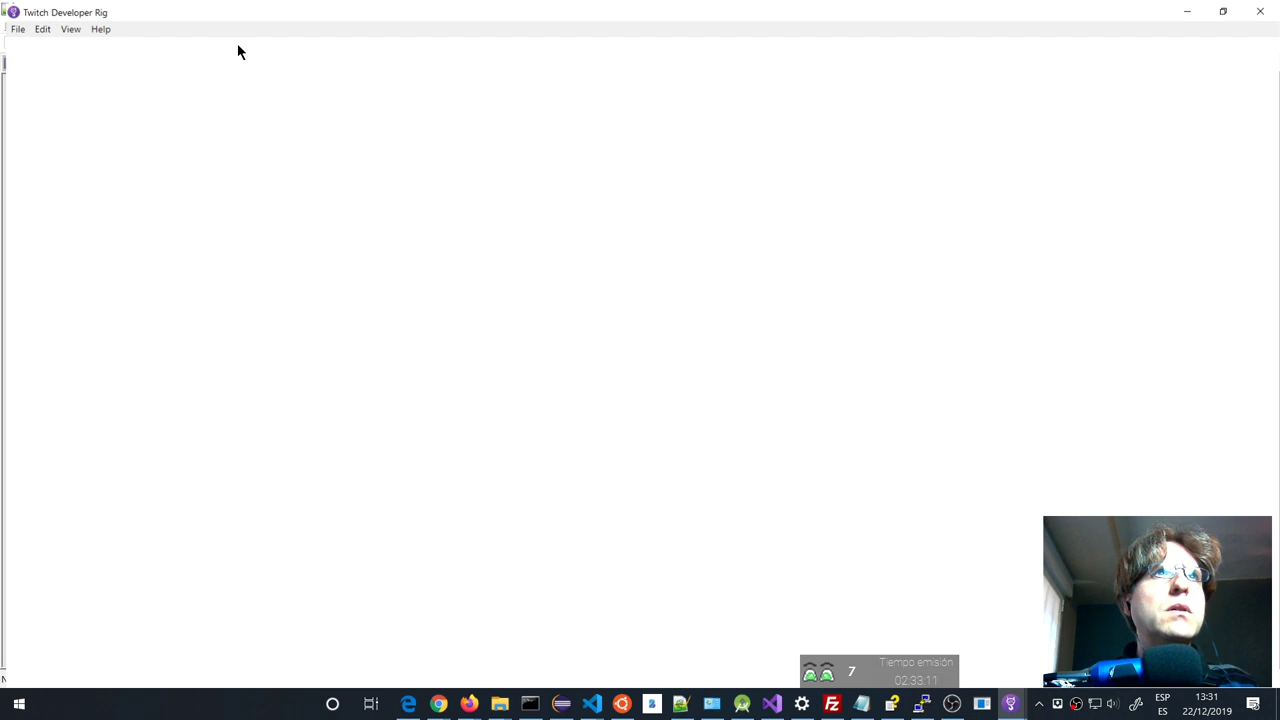 Twitch Developer Rig
File Edit View Help
7
Tiempo emisión
02:33:11
N
ESP
ES
13:31
22/12/2019